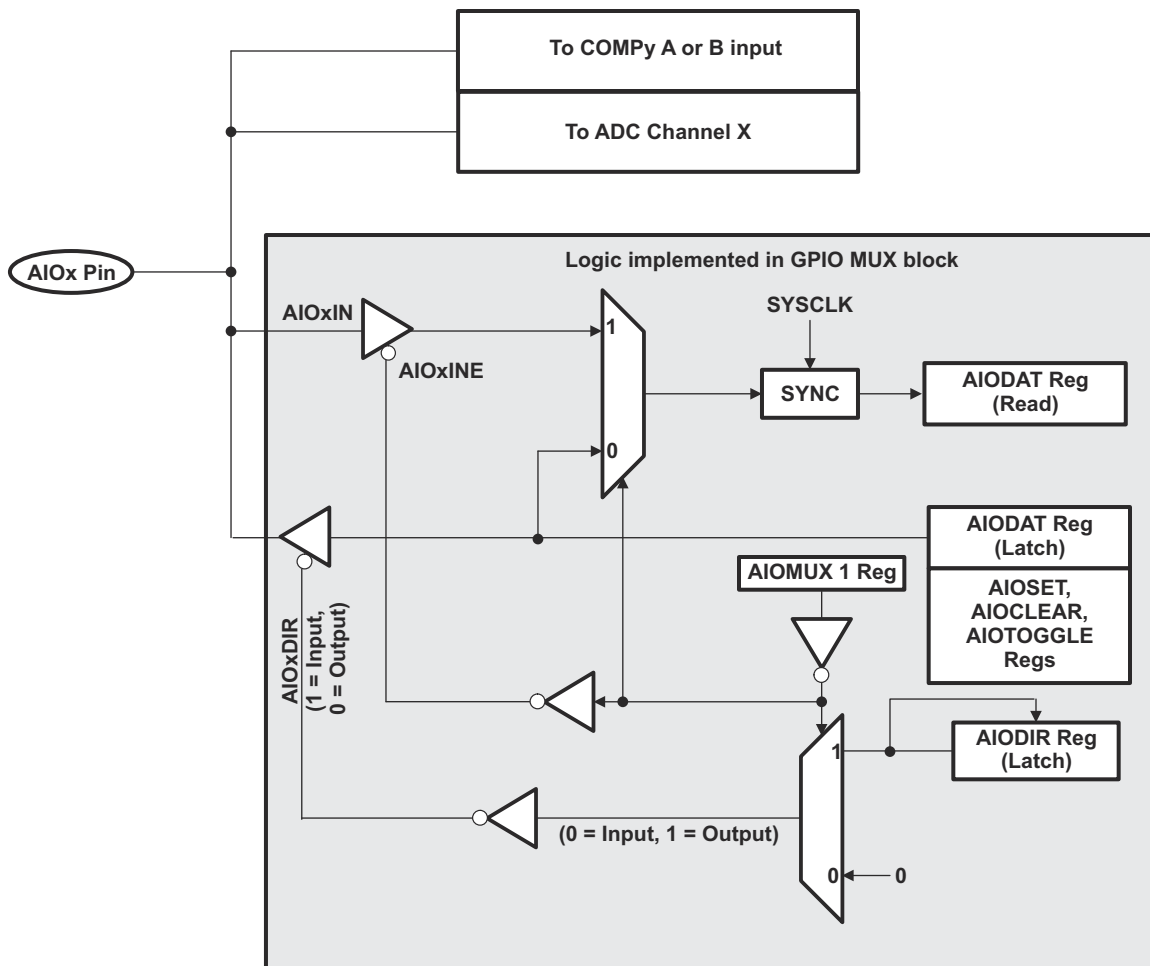 To COMPy A or B input
To ADC Channel X
AIOx Pin
Logic implemented in GPIO MUX block
AIOxIN
AIOxINE
1
0
SYSCLK
SYNC
AIODAT Reg
(Read)
AIODAT Reg
(Latch)
AIOSET,
AIOCLEAR,
AIOTOGGLE
Regs
AIOMUX 1 Reg
AIOxDIR
(1 = Input,
0 = Output)
1
AIODIR Reg
(Latch)
(0 = Input, 1 = Output)
0
0